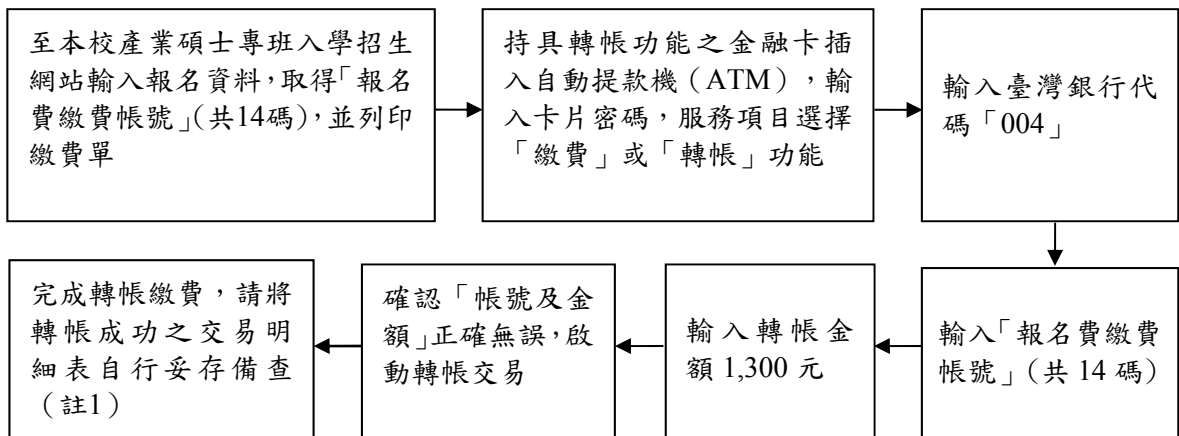 至本校產業碩士專班入學招生
網站輸入報名資料，取得「報名
費繳費帳號」（共14碼），並列印
繳費單
持具轉帳功能之金融卡插
入自動提款機（ATM），輸
入卡片密碼，服務項目選擇
「繳費」或「轉帳」功能
輸入臺灣銀行代
碼「004」
輸入「報名費繳費
帳號」（共 14 碼）
輸入轉帳金
額 1,300 元
確認「帳號及金
額」正確無誤，啟
動轉帳交易
完成轉帳繳費，請將
轉帳成功之交易明
細表自行妥存備查
（註1）